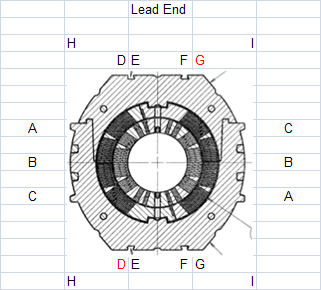 Lead End
H I
D E F G
A C
B B
C A
D E F G
H I